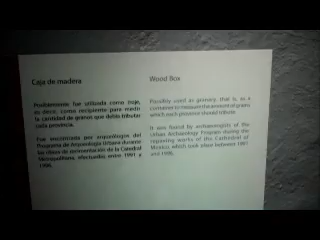 Caja de madera
Posiblemente fue utilizada como troje,
es decir, como recipiente para medir
la cantidad de granos que debía tributar
cada provincia.
Fue encontrada por arqueólogos del
Programa de Arqueología Urbana durante
las obras de recimentación de la Catedral
Metropolitana, efectuadas entre 1991 y
1996.
Wood Box
Possibly used as granary, that is, as a
container to measure the amount of grains
which each province should tribute.
It was found by archaeologists of the
Urban Archaeology Program during the
regioning works of the Cathedral of
Mexico, which took place between 1991
and 1996.